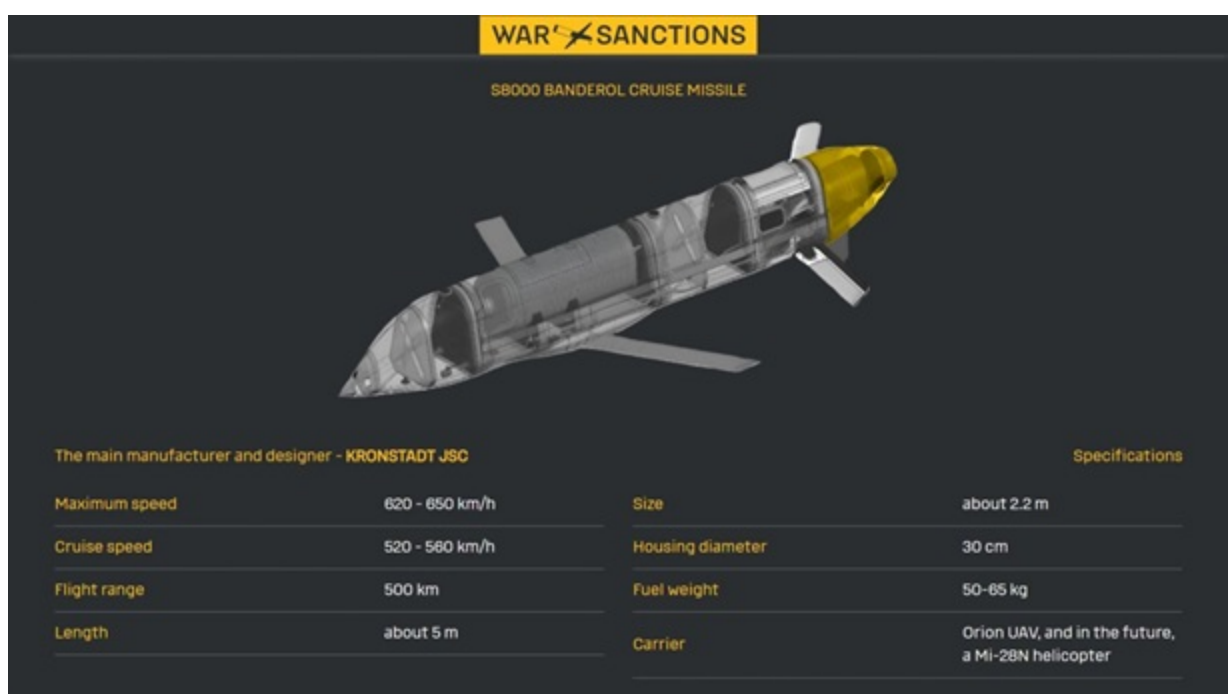 WAR SANCTIONS
S8000 BANDEROL CRUISE MISSILE
The main manufacturer and designer - KRONSTADT JSC
Specifications
Maximum speed 620 - 650 km/h
Size about 2.2 m
Cruise speed 520 - 560 km/h
Housing diameter 30 cm
Flight range 500 km
Fuel weight 50-65 kg
Length about 5 m
Carrier Orion UAV, and in the future,
a Mi-28N helicopter